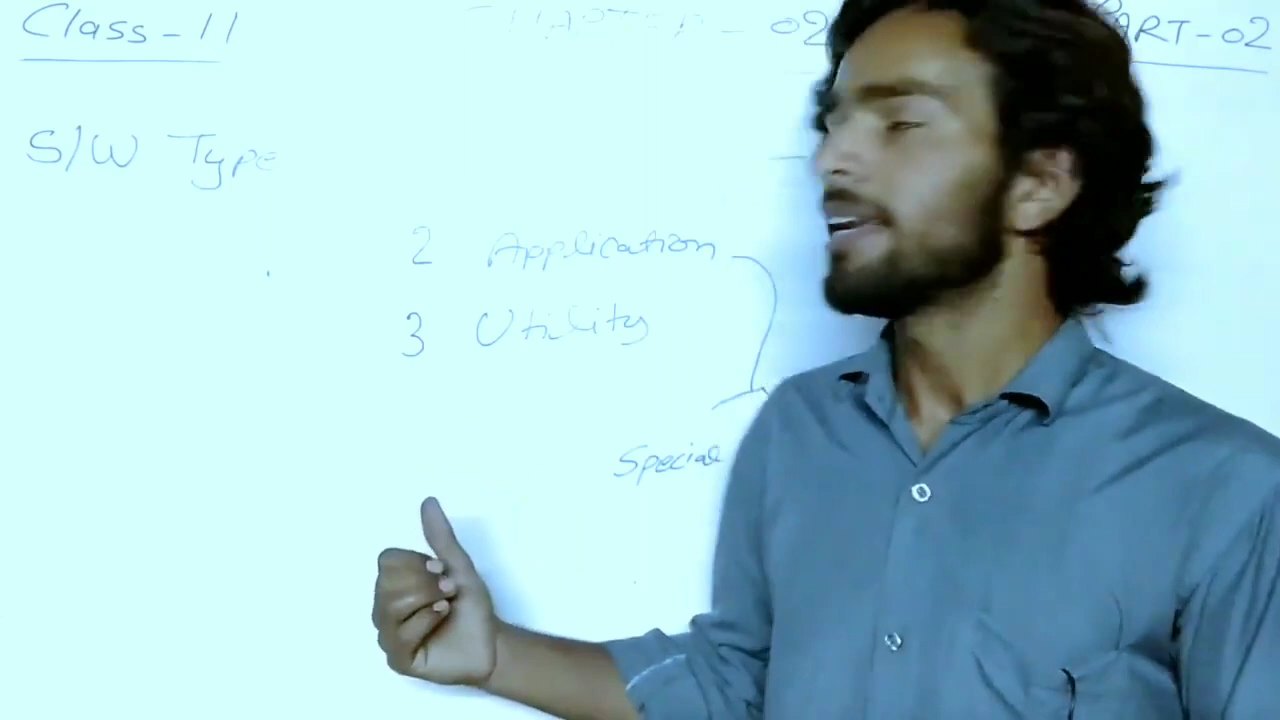 Class-11 CHAPTER - 02 PART-02
S/W Type
2 Application
3 Utility
Special